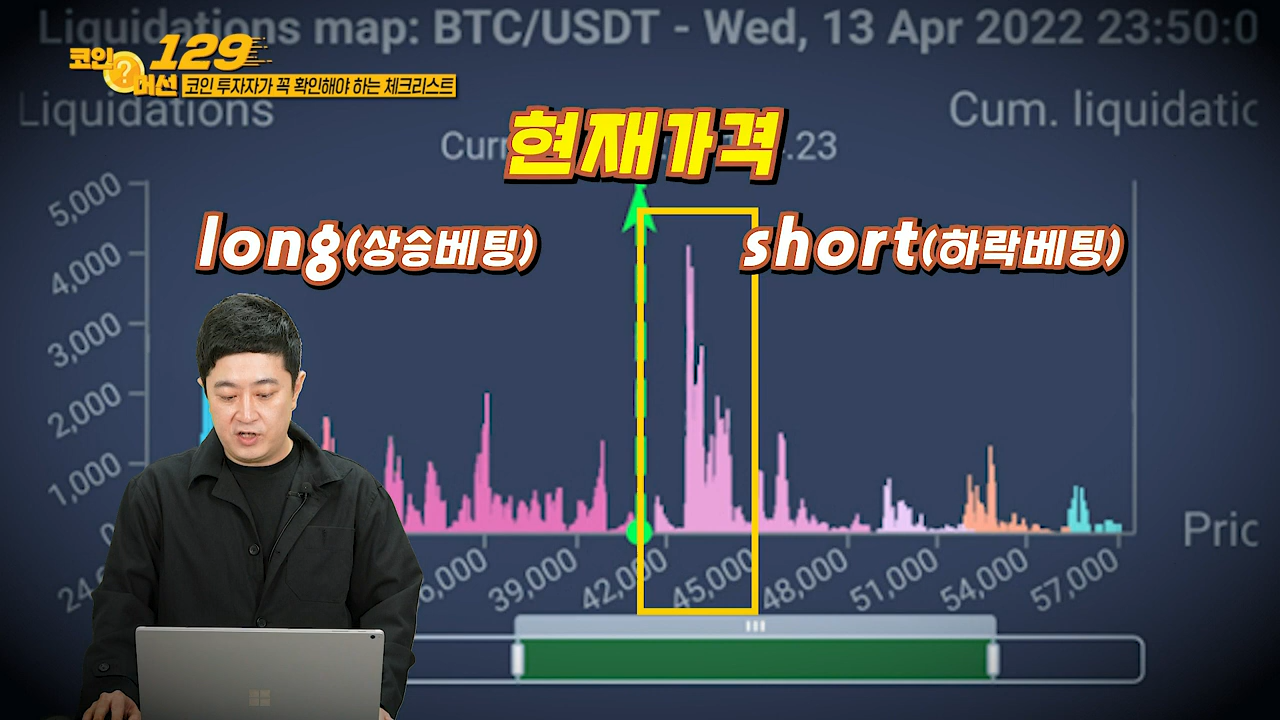 Liquidations map: BTC/USDT - Wed, 13 Apr 2022 23:50:0
코인 129
?
머선
코인 투자자가 꼭 확인해야 하는 체크리스트
Liquidations
Cum. liquidatic
현재가격
.23
long(상승베팅)
short(하락베팅)
5,000
4,000
3,000
2,000
1,000
0
39,000
42,000
45,000
48,000
51,000
54,000
57,000
Pric